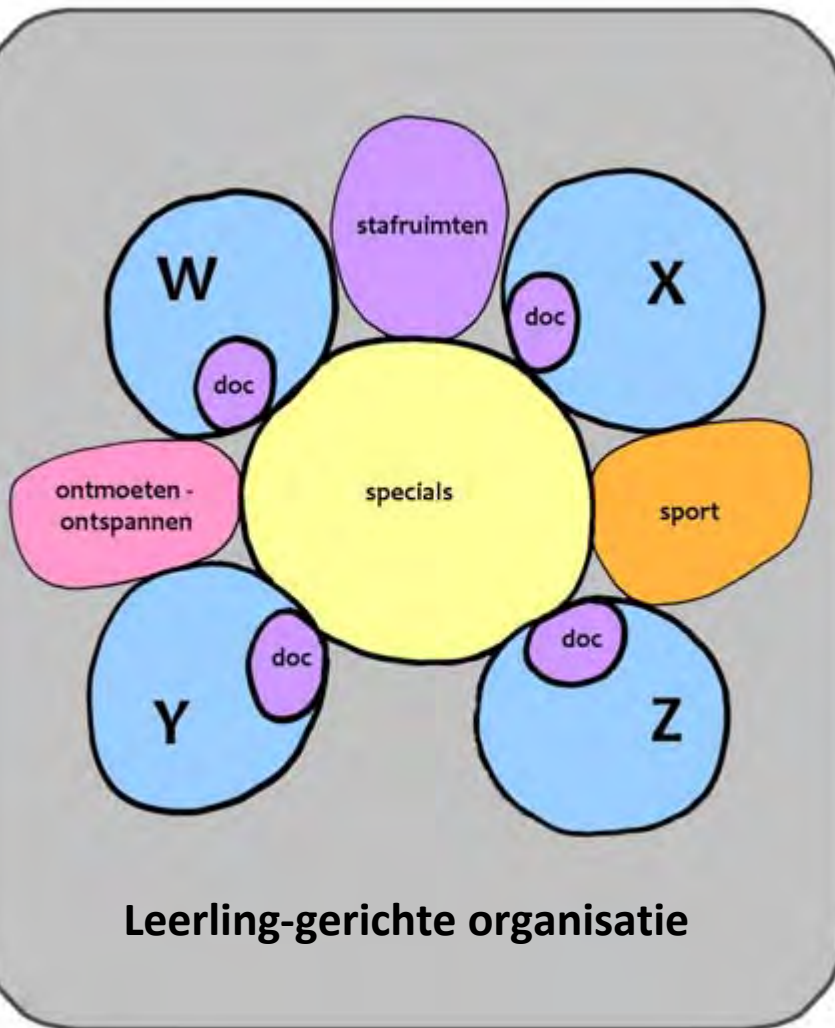 stafruimten
W
X
doc
doc
ontmoeten -
ontspannen
specials
sport
doc
doc
Y
Z
Leerling-gerichte organisatie